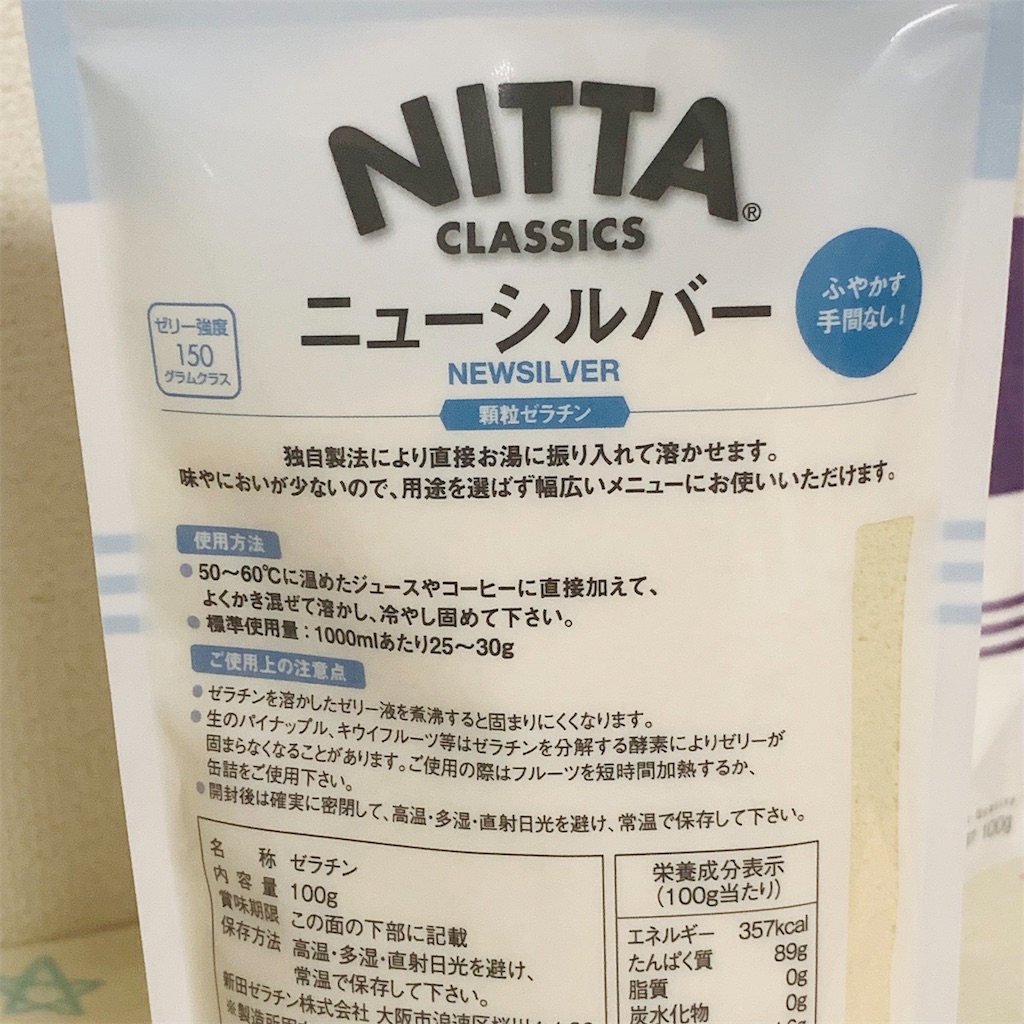 NITTA®
CLASSICS
ニューシルバー
NEWSILVER
ふやかす
手間なし!
ゼリー強度
150
グラムクラス
顆粒ゼラチン
独自製法により直接お湯に振り入れて溶かせます。
味やにおいが少ないので、用途を選ばず幅広いメニューにお使いいただけます。
使用方法
●50〜60℃に温めたジュースやコーヒーに直接加えて、
よくかき混ぜて溶かし、冷やし固めて下さい。
●標準使用量:1000mlあたり25〜30g
ご使用上の注意点
●ゼラチンを溶かしたゼリー液を煮沸すると固まりにくくなります。
●生のパイナップル、キウイフルーツ等はゼラチンを分解する酵素によりゼリーが
固まらなくなることがあります。ご使用の際はフルーツを短時間加熱するか、
缶詰をご使用下さい。
●開封後は確実に密閉して、高温・多湿・直射日光を避け、常温で保存して下さい。
名称 ゼラチン
内容量 100g
賞味期限 この面の下部に記載
保存方法 高温・多湿・直射日光を避け、
常温で保存して下さい。
新田ゼラチン株式会社 大阪市浪速区桜川
※製造所固
栄養成分表示
(100g当たり)
エネルギー 357kcal
たんぱく質 89g
脂質 0g
炭水化物 0g
100g